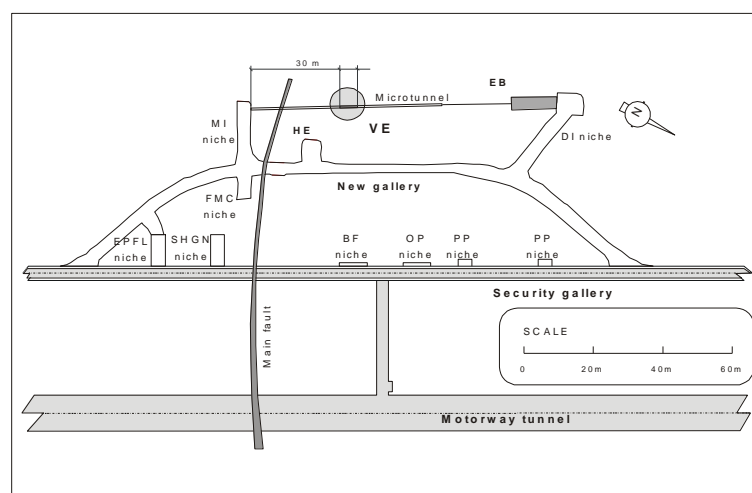 30 m
EB
Microtunnel
N
MI
niche
HE
VE
DI niche
New gallery
FMC
niche
EPFL
niche
SHGN
niche
BF
niche
OP
niche
PP
niche
PP
niche
Security gallery
Main fault
SCALE
0 20m 40m 60m
Motorway tunnel